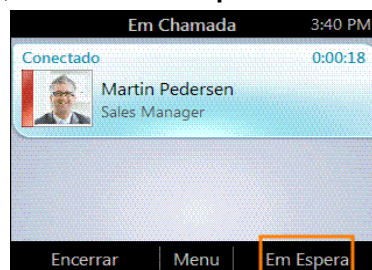 Em Chamada 3:40 PM
Conectado 0:00:18
Martin Pedersen
Sales Manager
Encerrar Menu Em Espera